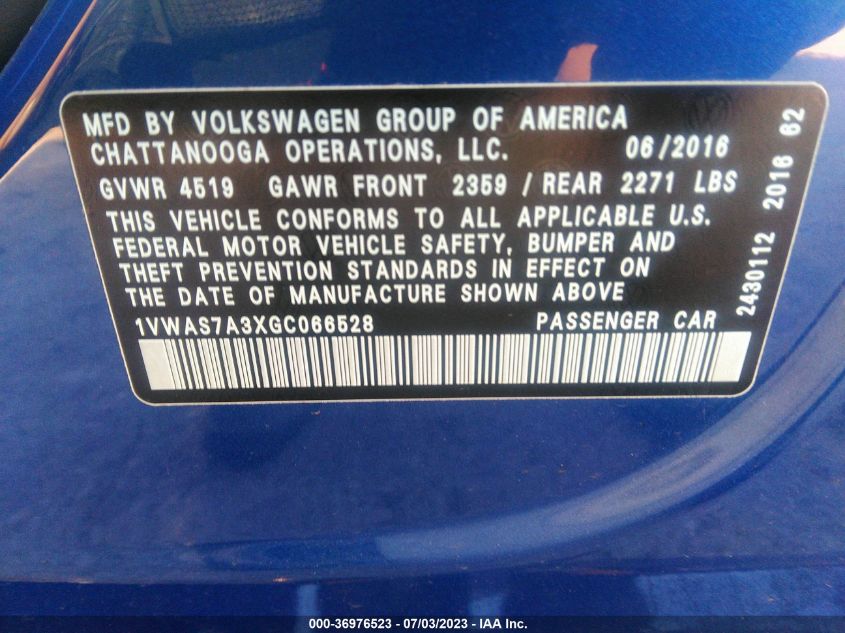 MFD BY VOLKSWAGEN GROUP OF AMERICA
CHATTANOOGA OPERATIONS, LLC. 06/2016
GVWR 4519 GAWR FRONT 2359 / REAR 2271 LBS
THIS VEHICLE CONFORMS TO ALL APPLICABLE U.S.
FEDERAL MOTOR VEHICLE SAFETY, BUMPER AND
THEFT PREVENTION STANDARDS IN EFFECT ON
THE DATE OF MANUFACTURE SHOWN ABOVE
1VWAS7A3XGC066528 PASSENGER CAR
2430112 2016 62
000-36976523 - 07/03/2023 - IAA Inc.